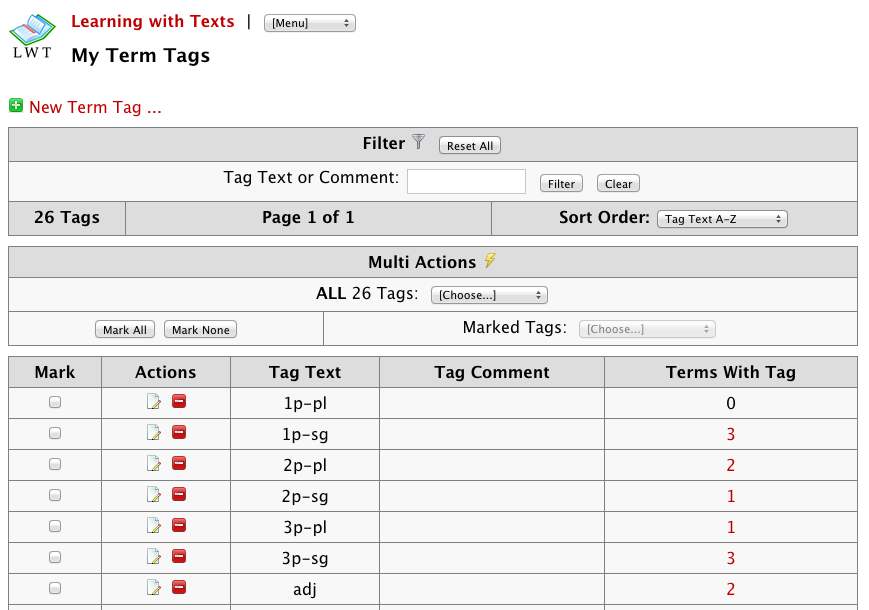 Learning with Texts | [Menu]
LWT
My Term Tags
New Term Tag ...
Filter Reset All
Tag Text or Comment: Filter Clear
26 Tags Page 1 of 1 Sort Order: Tag Text A-Z
Multi Actions
ALL 26 Tags: [Choose...]
Mark All Mark None Marked Tags: [Choose...]
Mark Actions Tag Text Tag Comment Terms With Tag
1p-pl 0
1p-sg 3
2p-pl 2
2p-sg 1
3p-pl 1
3p-sg 3
adj 2